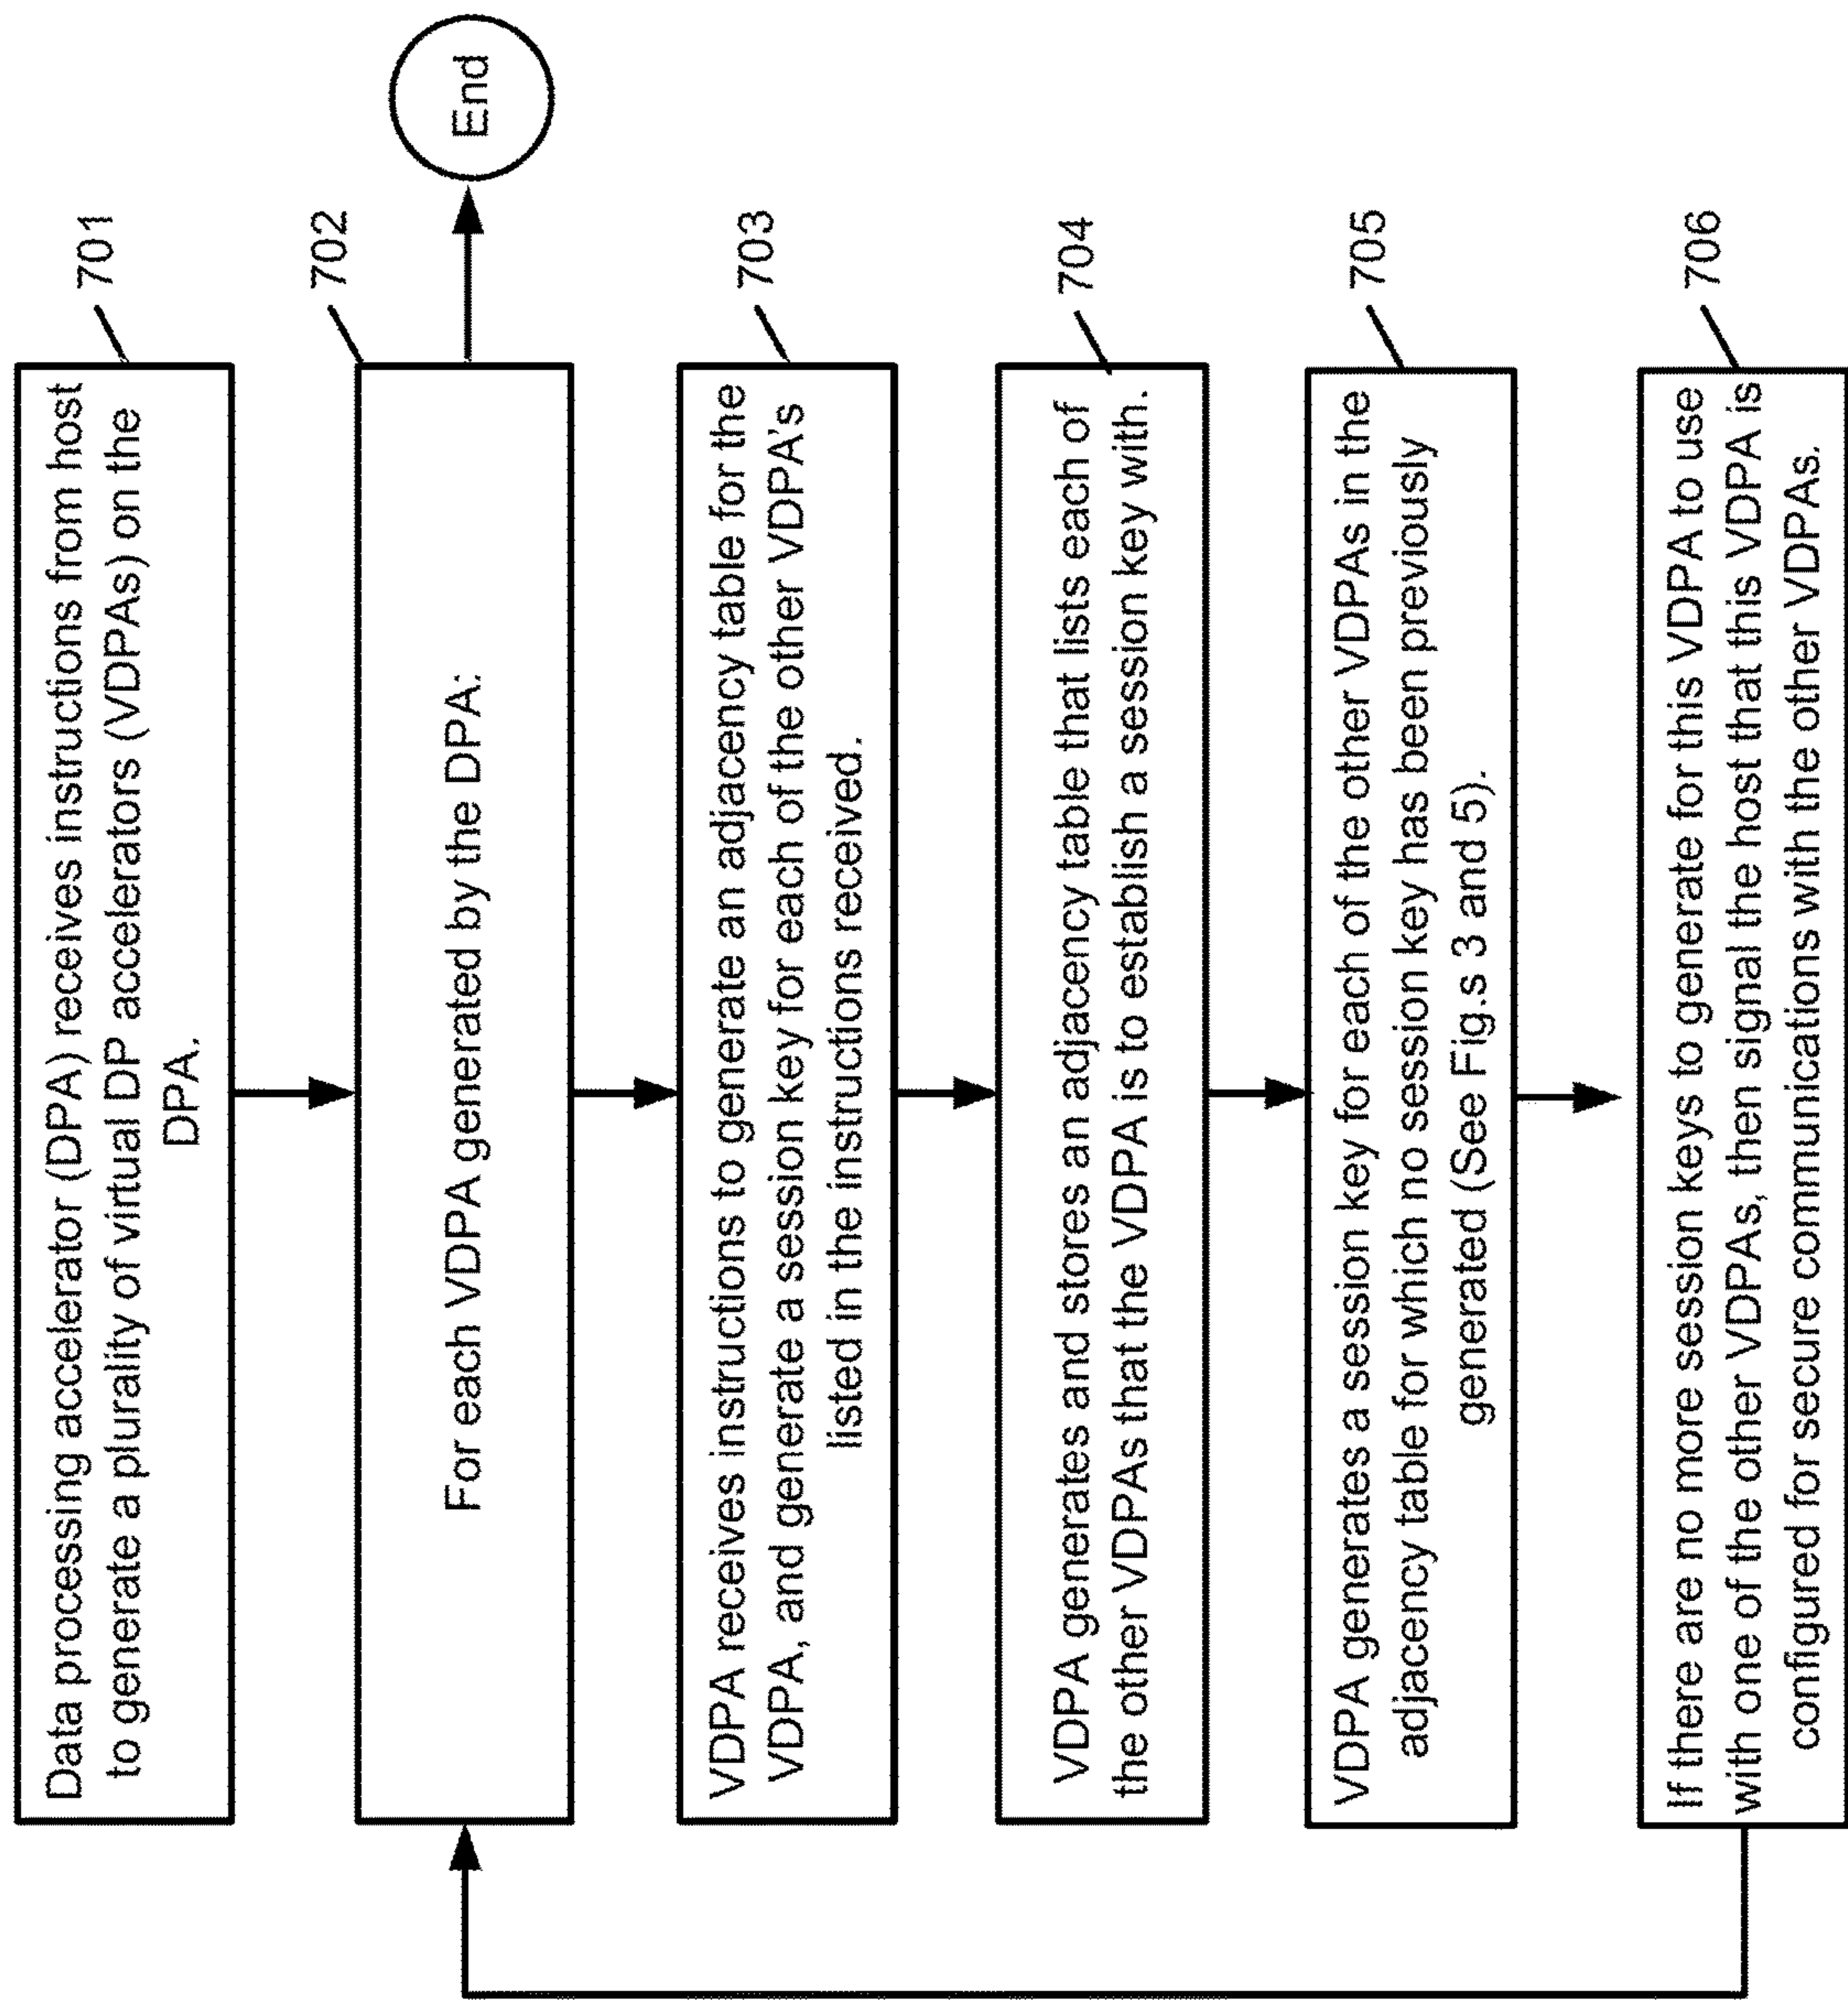 701
Data processing accelerator (DPA) receives instructions from host
to generate a plurality of virtual DP accelerators (VDPAs) on the
DPA.
702
For each VDPA generated by the DPA:
End
703
VDPA receives instructions to generate an adjacency table for the
VDPA, and generate a session key for each of the other VDPA's
listed in the instructions received.
704
VDPA generates and stores an adjacency table that lists each of
the other VDPAs that the VDPA is to establish a session key with.
705
VDPA generates a session key for each of the other VDPAs in the
adjacency table for which no session key has been previously
generated (See Fig.s 3 and 5).
706
If there are no more session keys to generate for this VDPA to use
with one of the other VDPAs, then signal the host that this VDPA is
configured for secure communications with the other VDPAs.